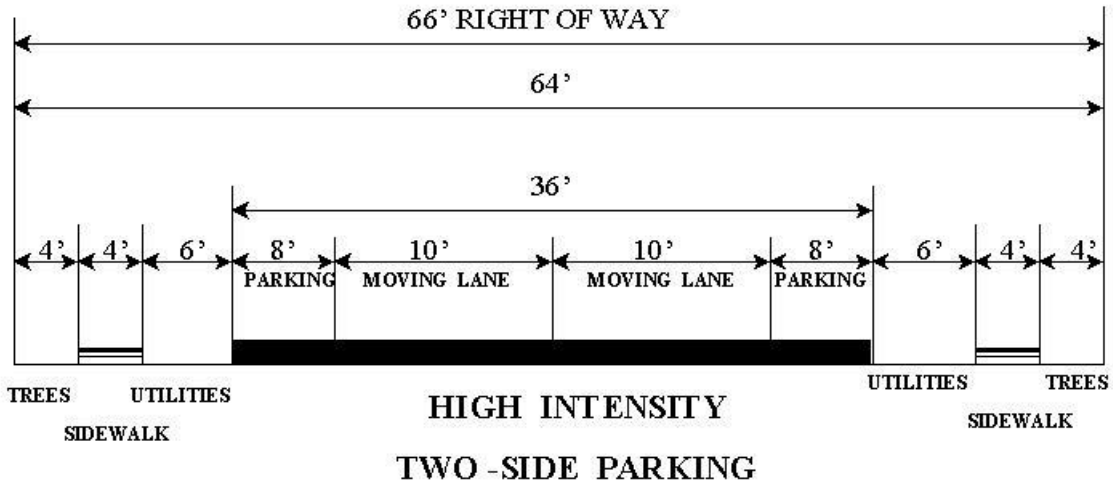 66’ RIGHT OF WAY
64’
36’
4’ 4’ 6’ 8’ 10’ 10’ 8’ 6’ 4’ 4’
PARKING MOVING LANE MOVING LANE PARKING
TREES UTILITIES UTILITIES TREES
SIDEWALK SIDEWALK
HIGH INTENSITY
TWO-SIDE PARKING